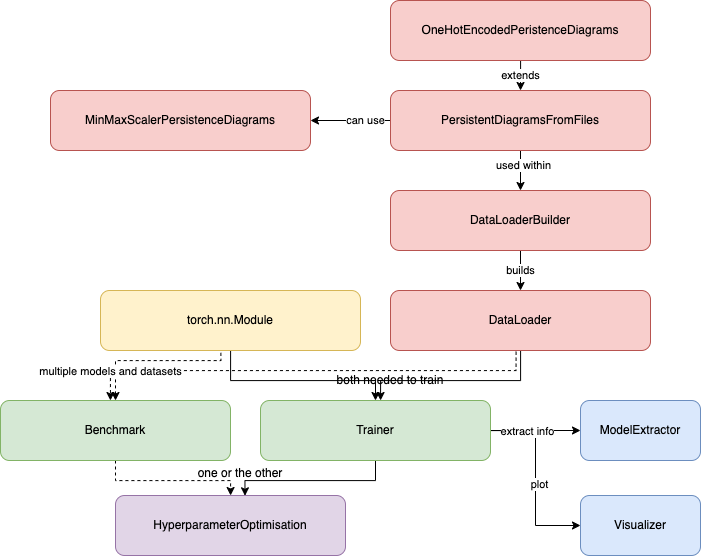 OneHotEncodedPeristenceDiagrams
extends
MinMaxScalerPersistenceDiagrams
can use
PersistentDiagramsFromFiles
used within
DataLoaderBuilder
builds
torch.nn.Module
DataLoader
multiple models and datasets
both needed to train
Benchmark
Trainer
extract info
ModelExtractor
one or the other
plot
HyperparameterOptimisation
Visualizer